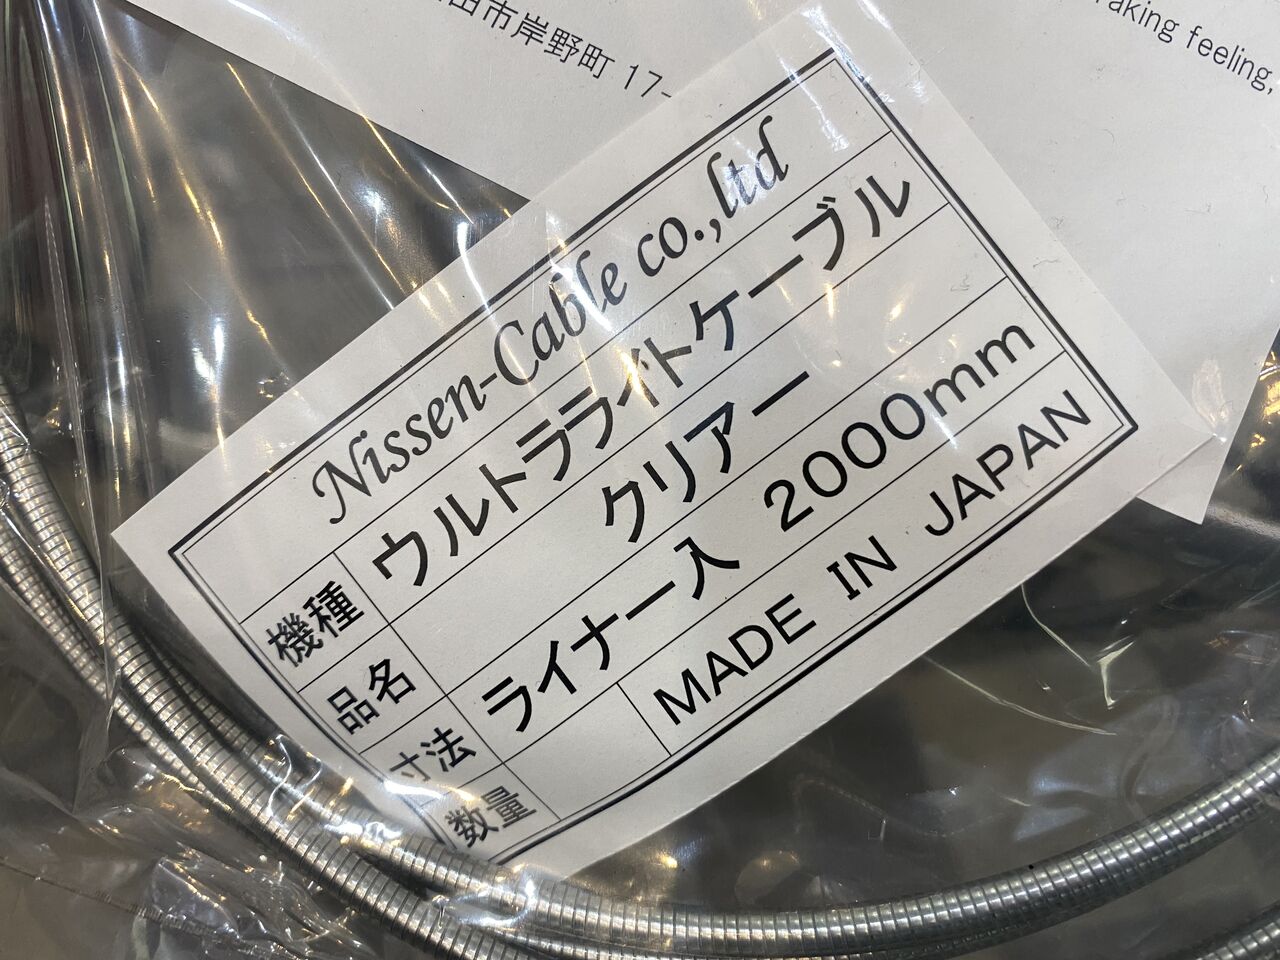 田市岸野町 17-
raking feeling,
Nissen-Cable co.,ltd
機種 ウルトラライトケーブル
品名 クリアー
寸法 ライナー入 2000mm
数量 MADE IN JAPAN